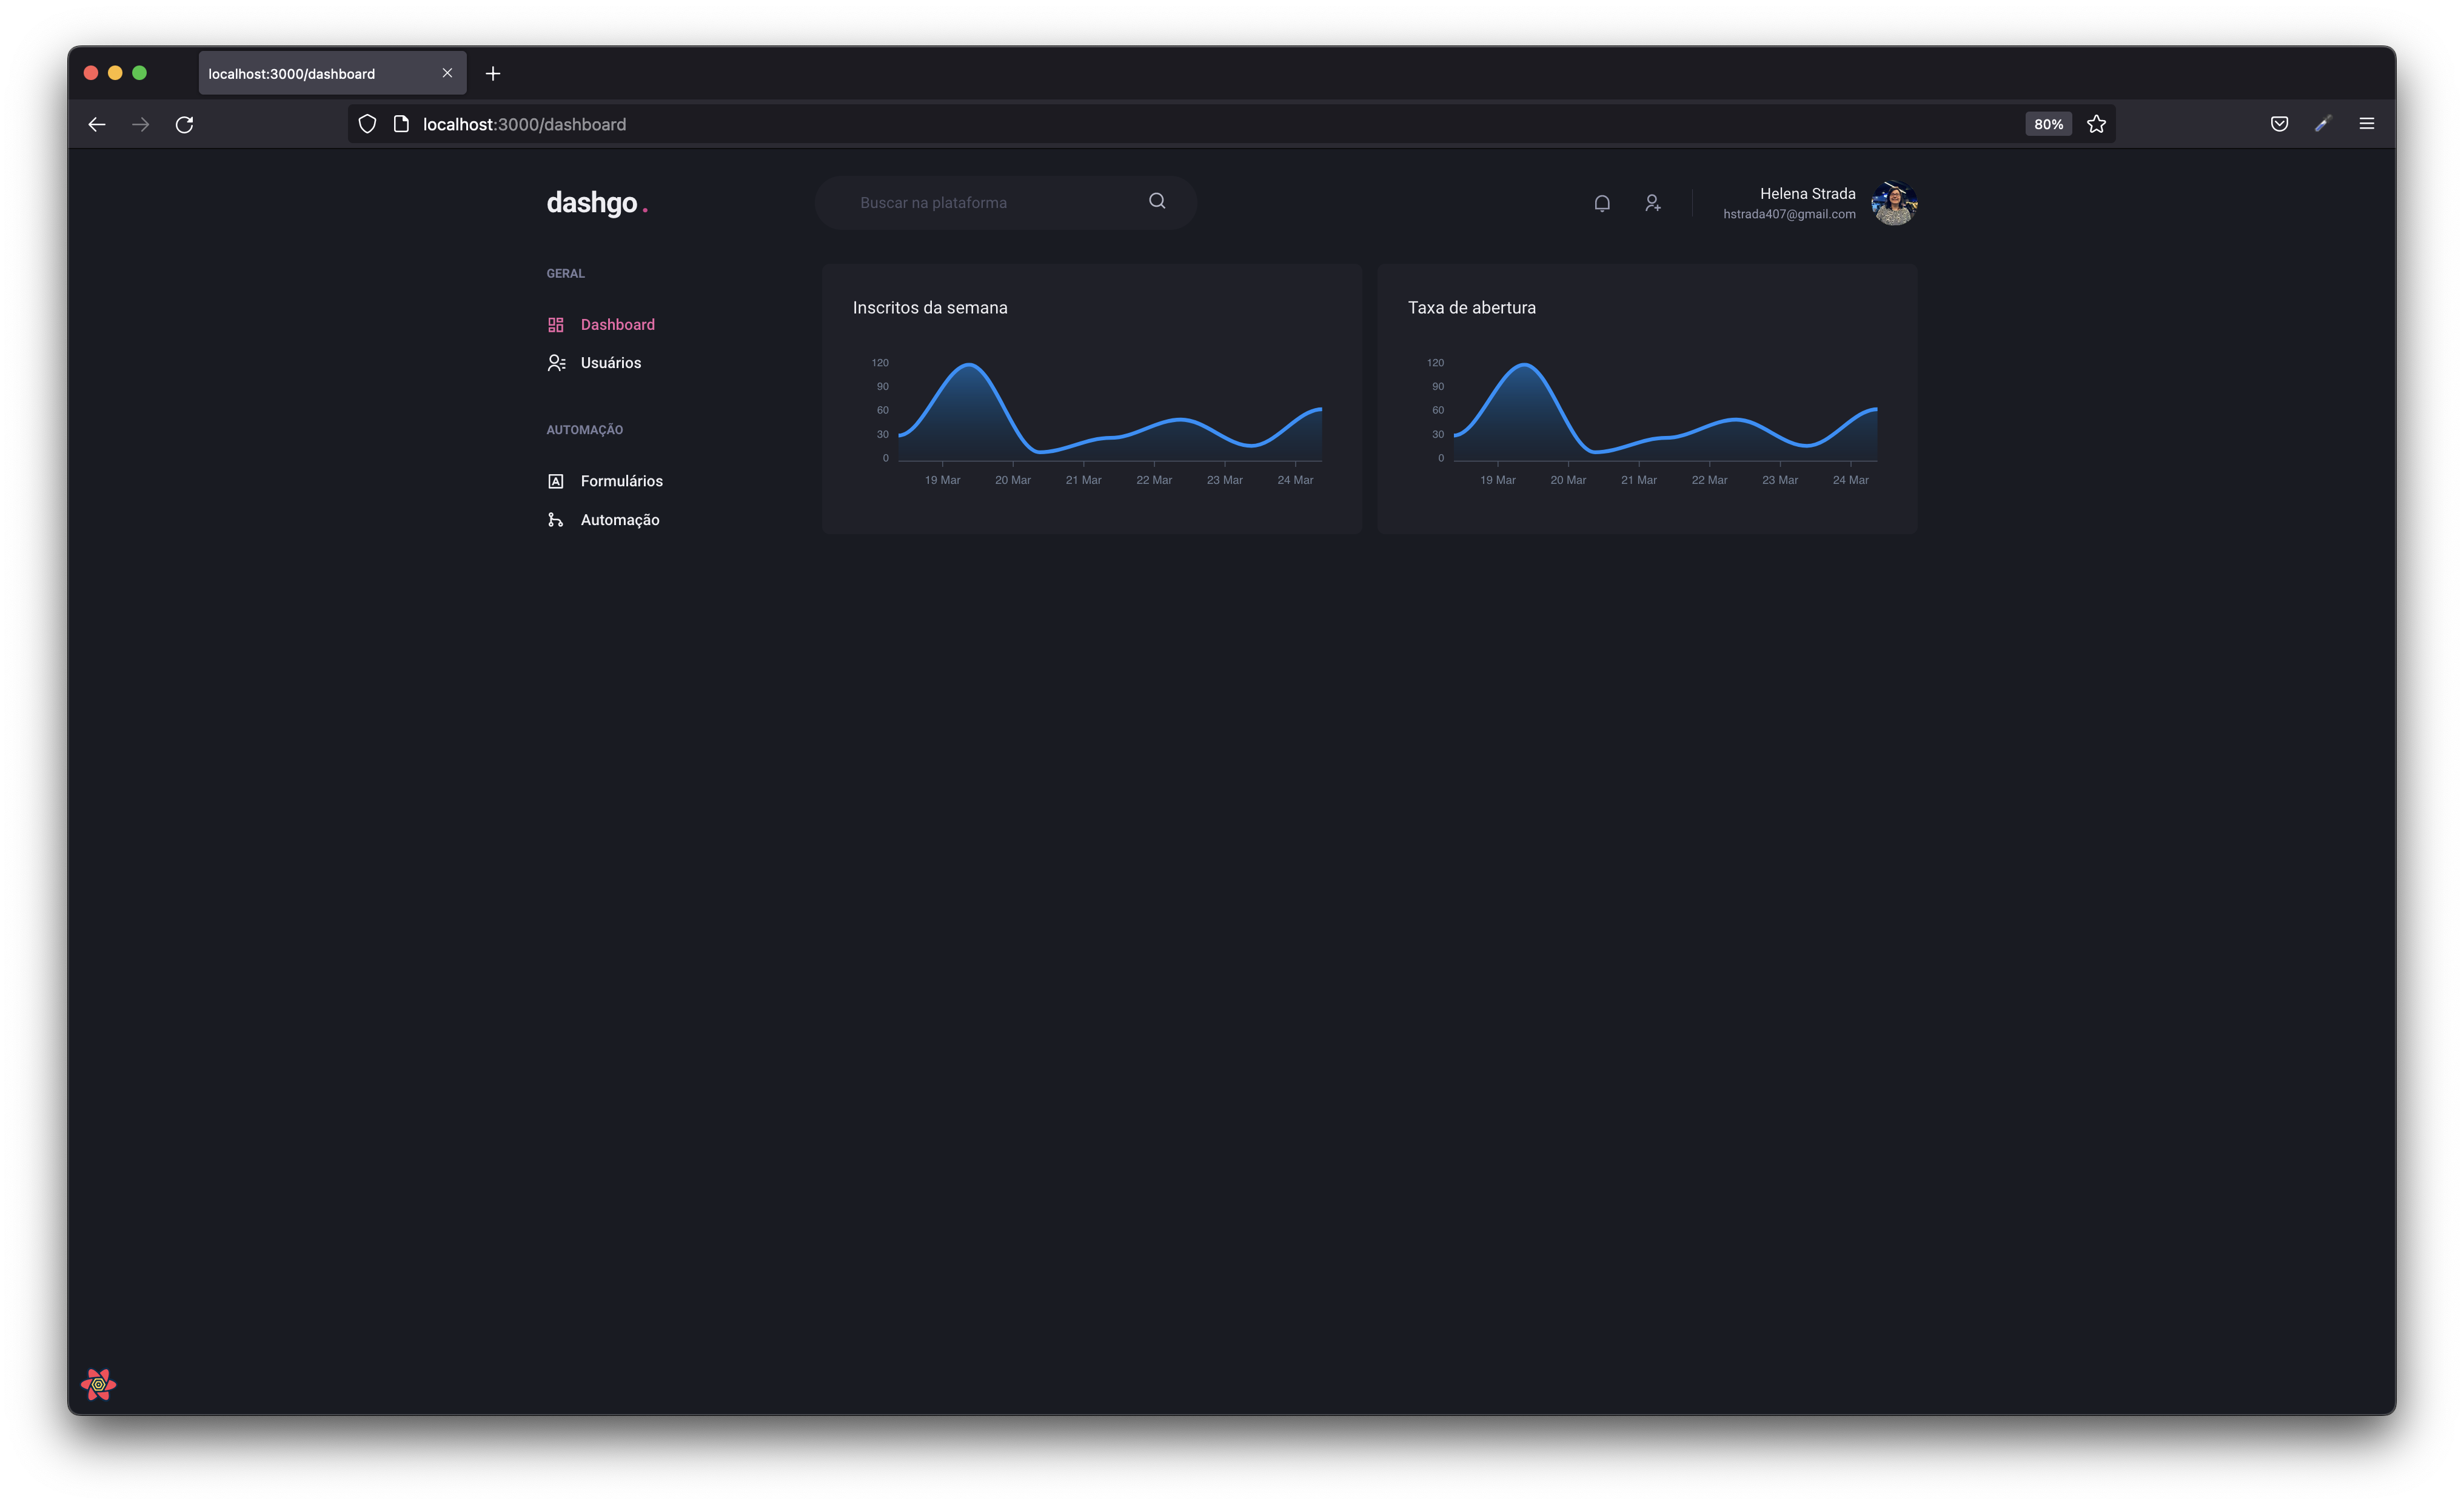 localhost:3000/dashboard
localhost:3000/dashboard
80%
dashgo.
Buscar na plataforma
Helena Strada
hstrada407@gmail.com
GERAL
Dashboard
Usuários
AUTOMAÇÃO
Formulários
Automação
Inscritos da semana
120
90
60
30
0
19 Mar 20 Mar 21 Mar 22 Mar 23 Mar 24 Mar
Taxa de abertura
120
90
60
30
0
19 Mar 20 Mar 21 Mar 22 Mar 23 Mar 24 Mar